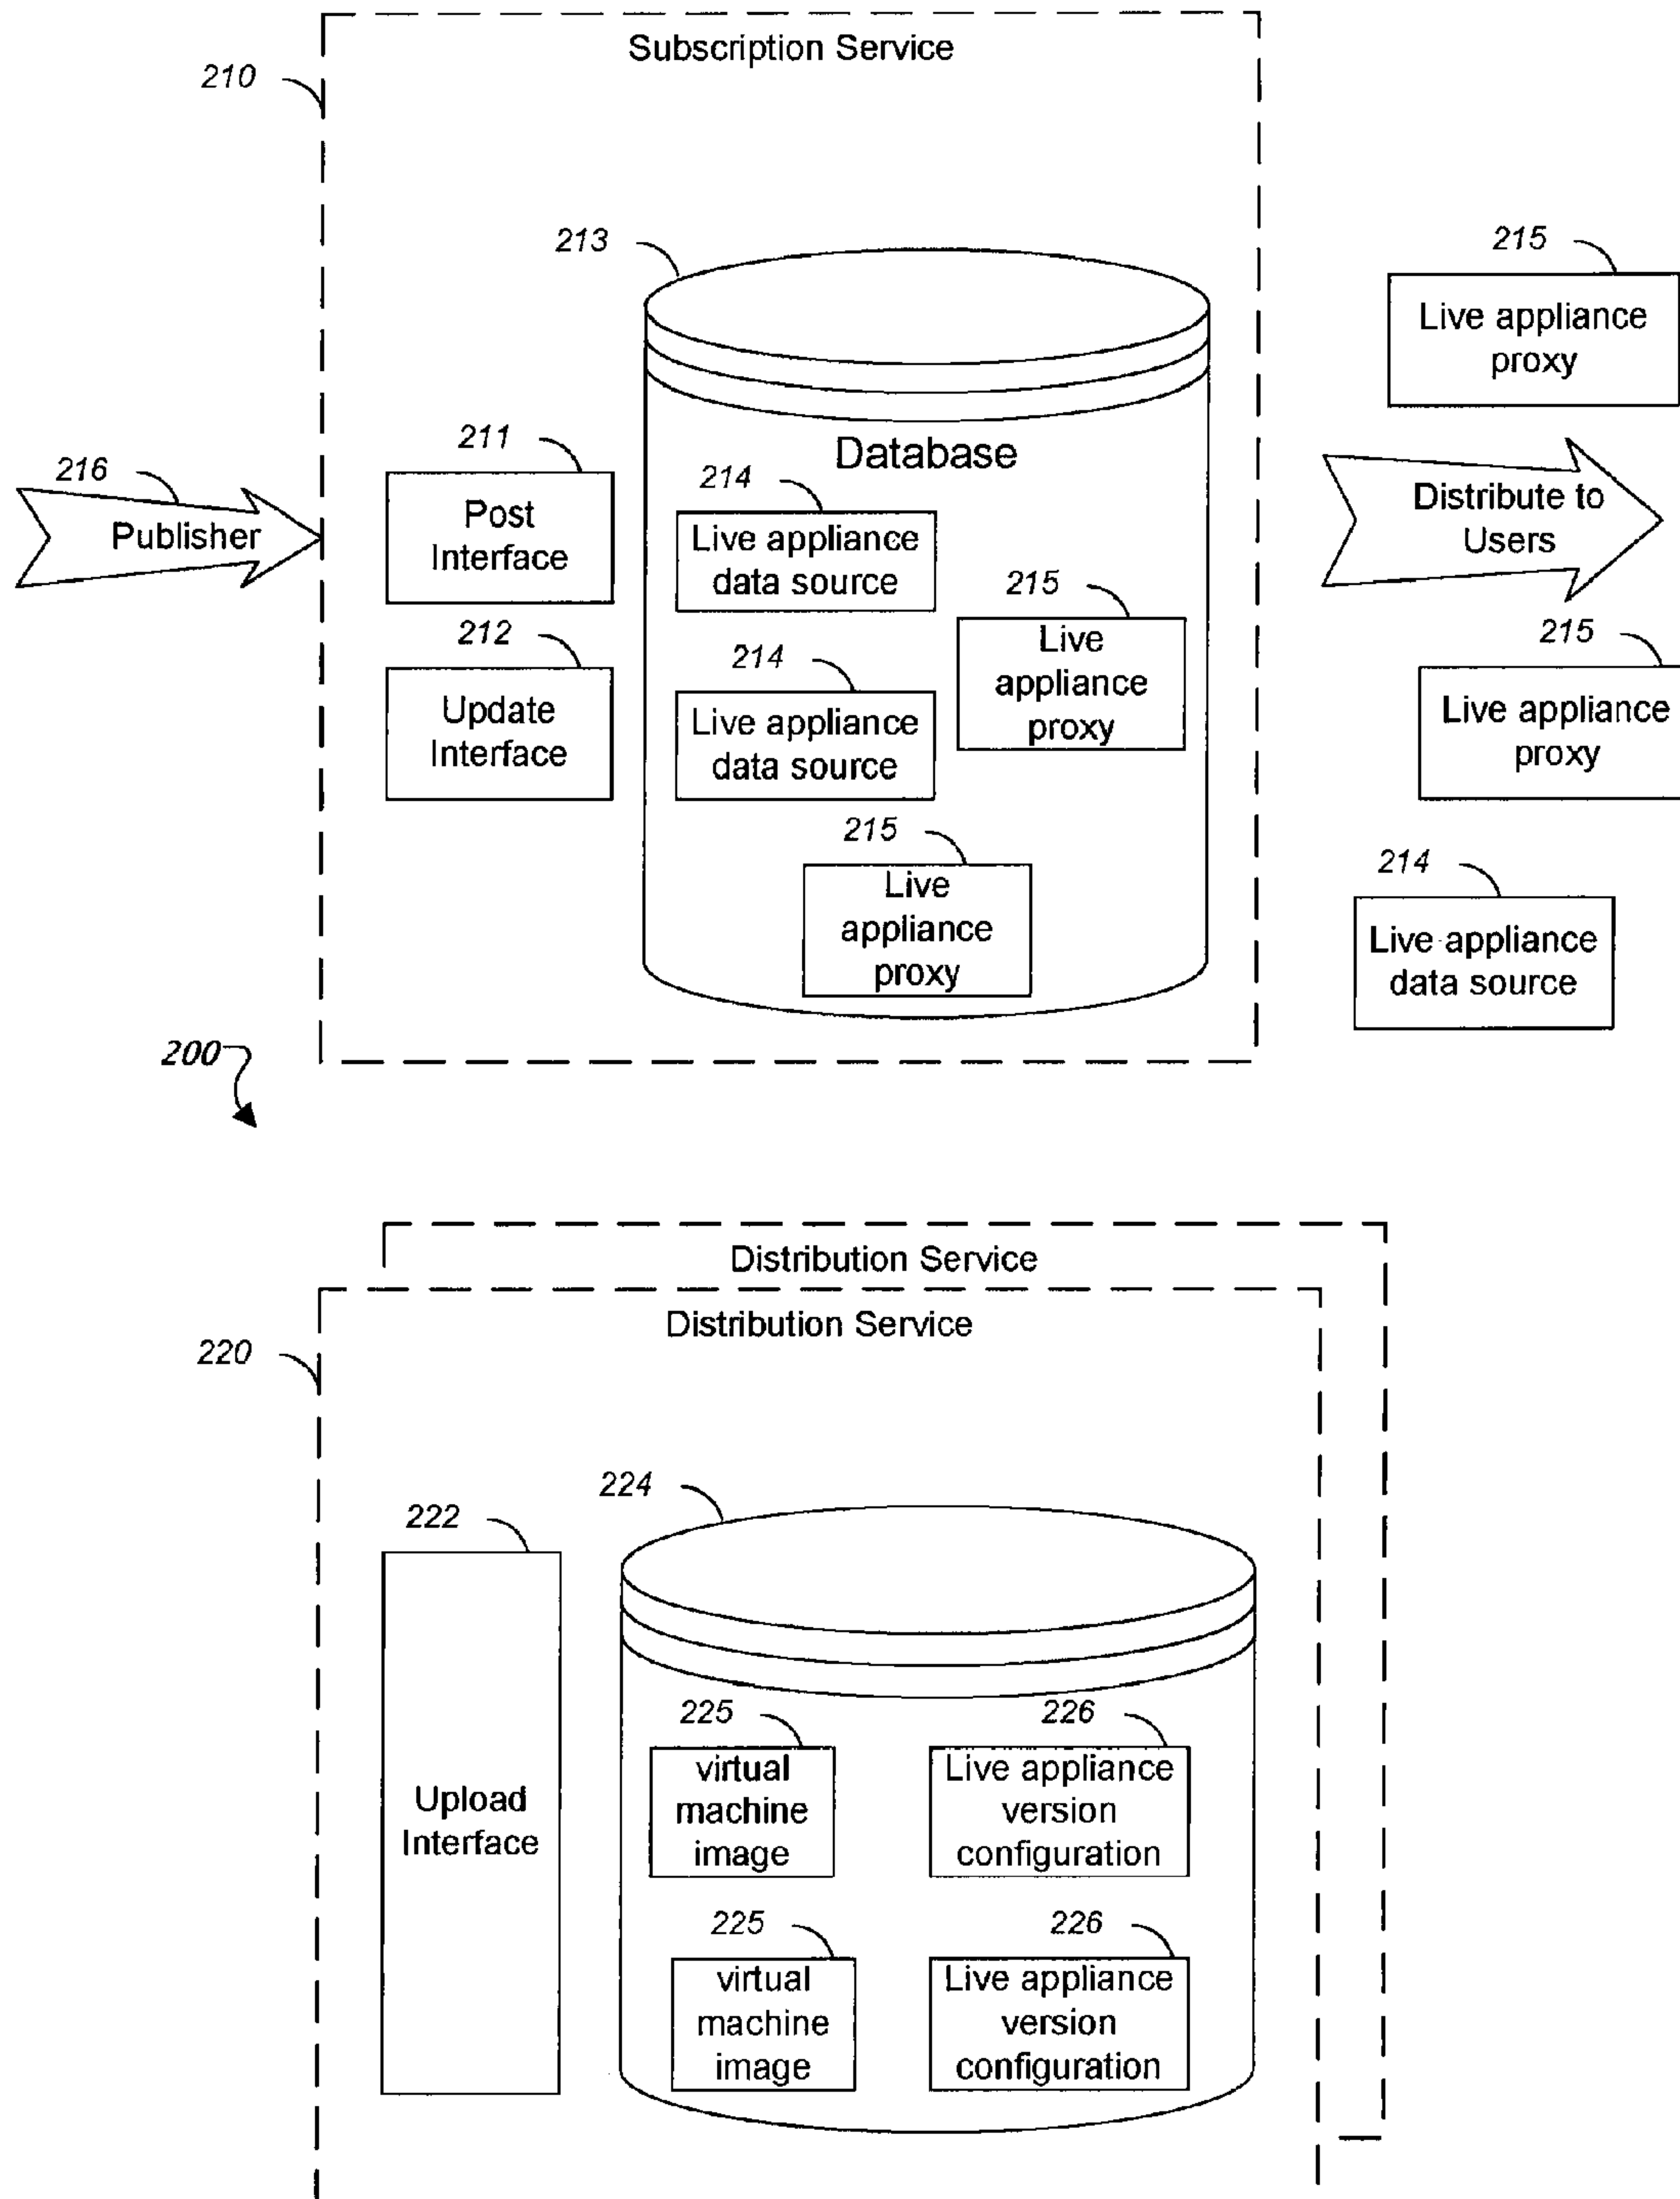 Subscription Service
210
213
215
Live appliance
proxy
211
Database
216
Publisher
Post
Interface
214
Live appliance
data source
Distribute to
Users
215
Live
appliance
proxy
212
Update
Interface
214
Live appliance
data source
215
Live appliance
proxy
215
Live
appliance
proxy
214
Live appliance
data source
200
Distribution Service
Distribution Service
220
224
222
Upload
Interface
225
virtual
machine
image
226
Live appliance
version
configuration
225
virtual
machine
image
226
Live appliance
version
configuration